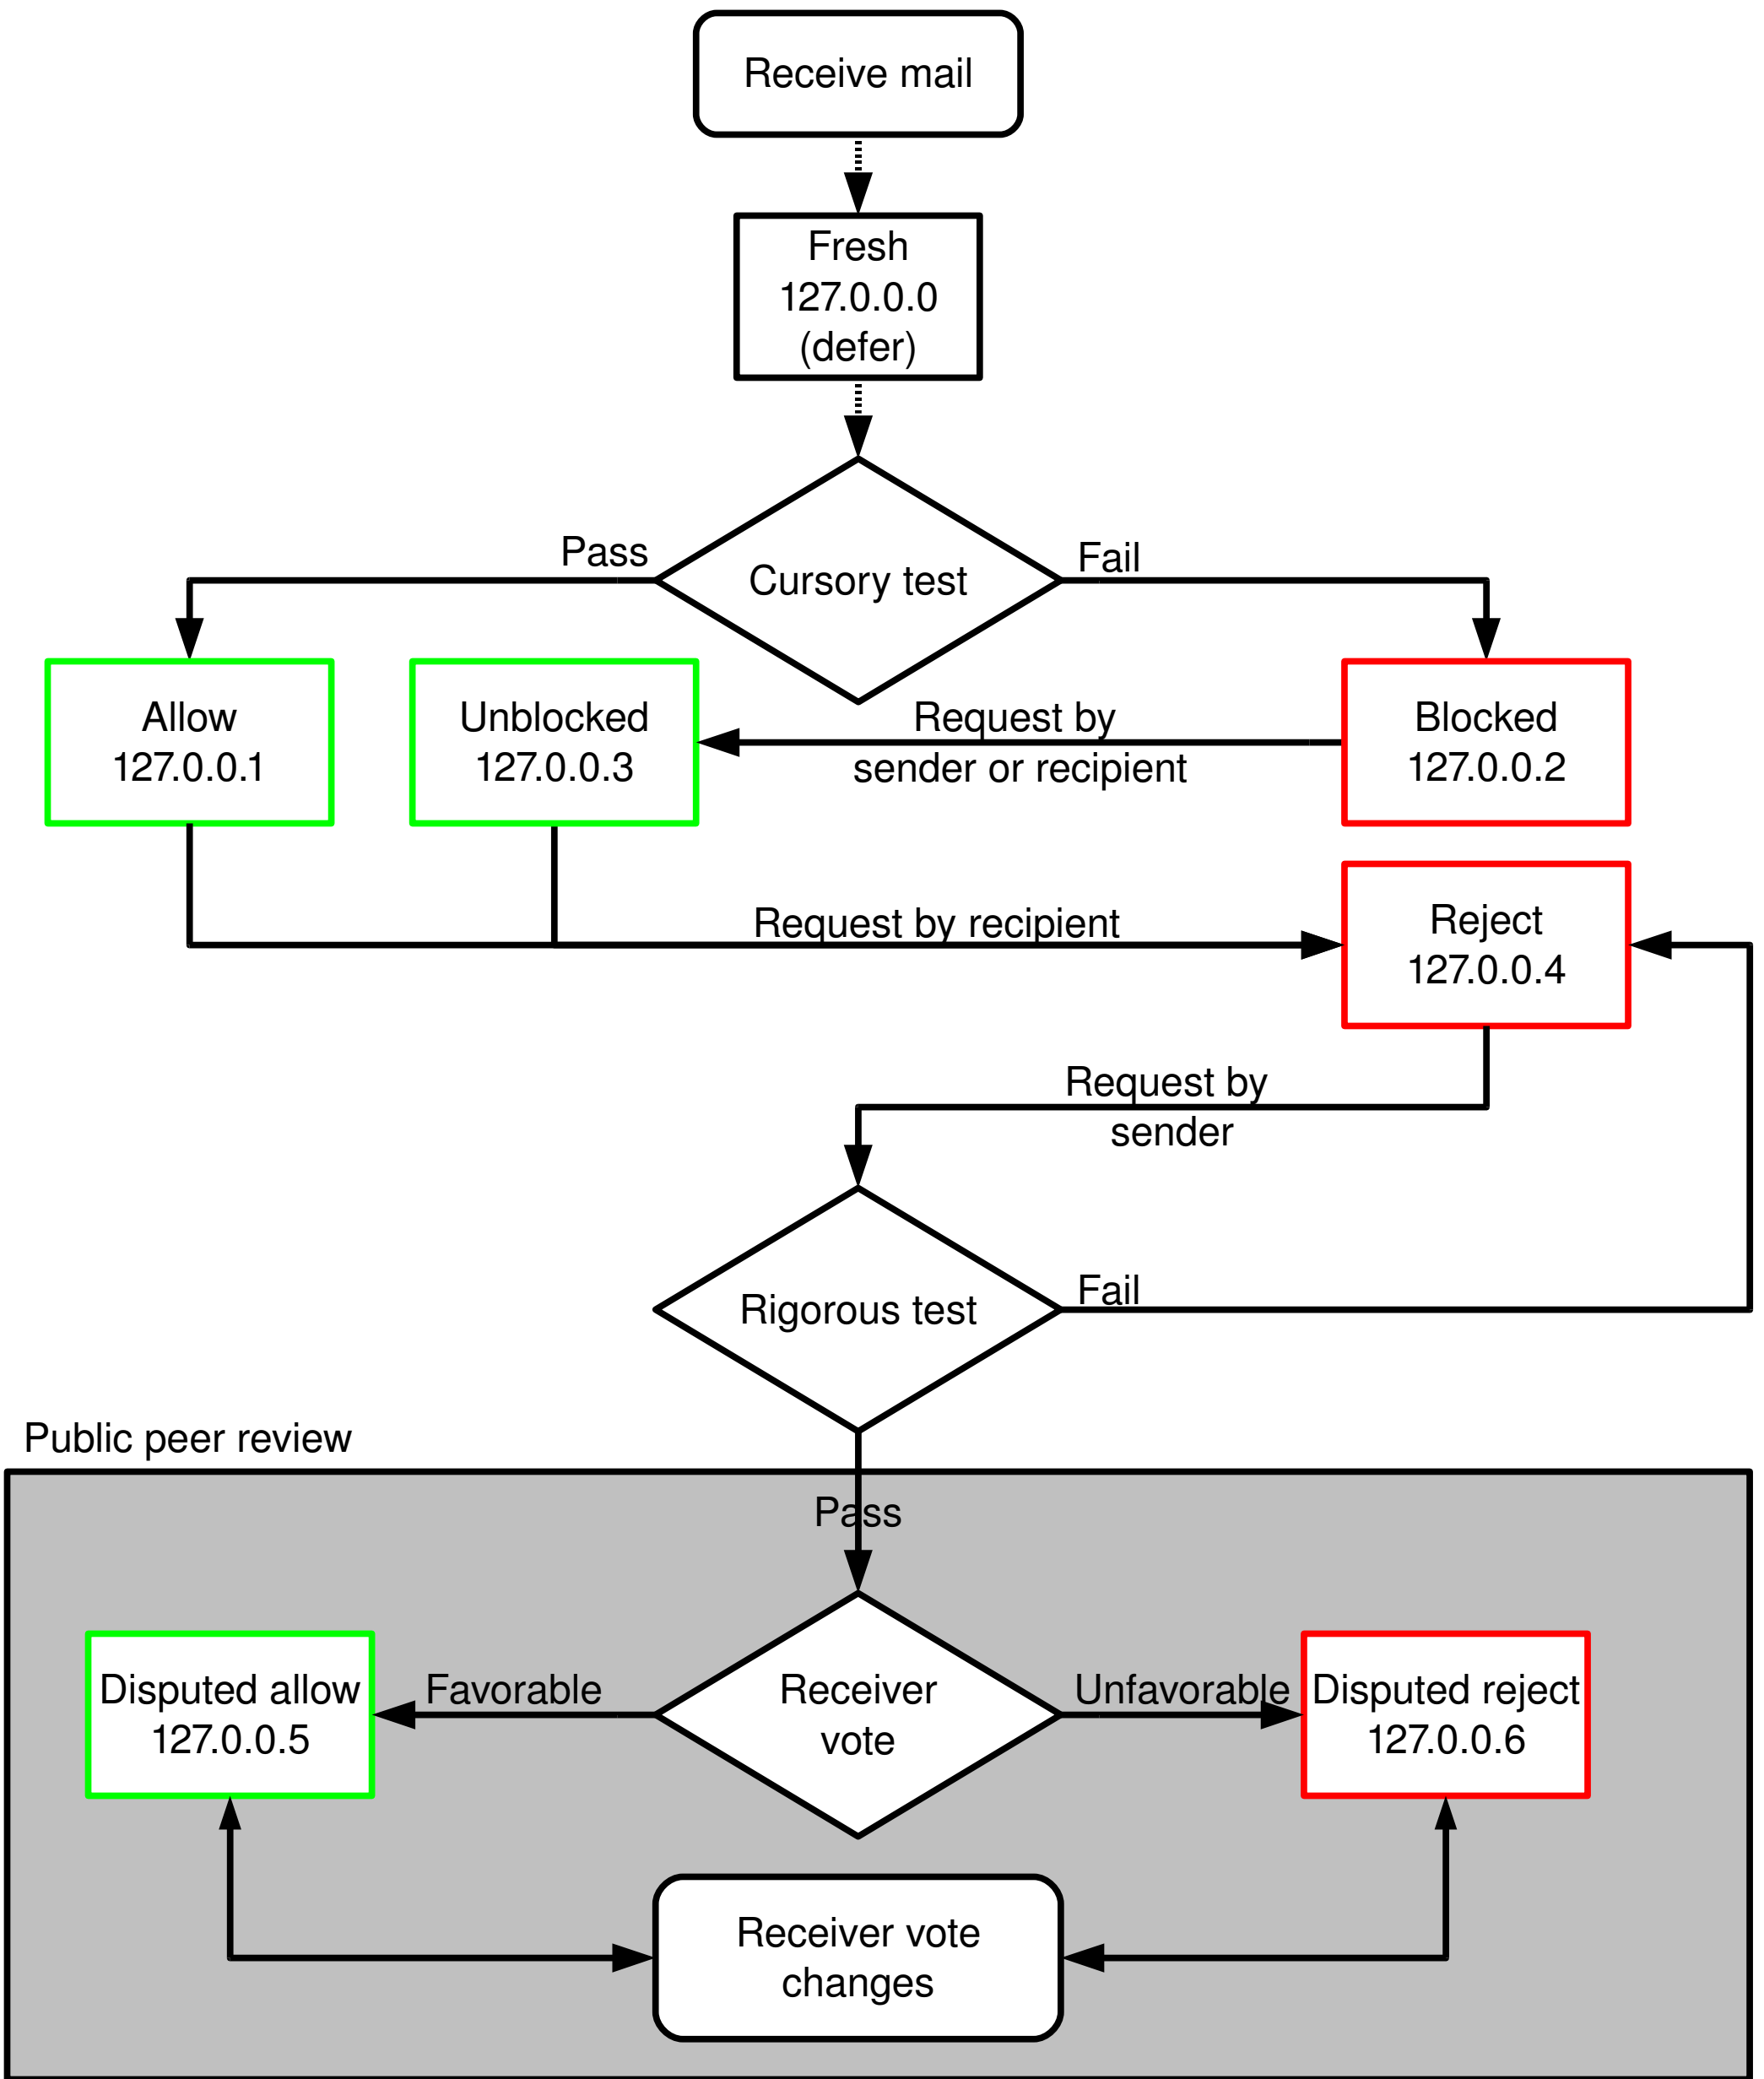 Receive mail
Fresh
127.0.0.0
(defer)
Pass
Fail
Cursory test
Allow
127.0.0.1
Unblocked
127.0.0.3
Request by
sender or recipient
Blocked
127.0.0.2
Request by recipient
Reject
127.0.0.4
Request by
sender
Rigorous test
Fail
Public peer review
Pass
Disputed allow
127.0.0.5
Favorable
Receiver
vote
Unfavorable
Disputed reject
127.0.0.6
Receiver vote
changes